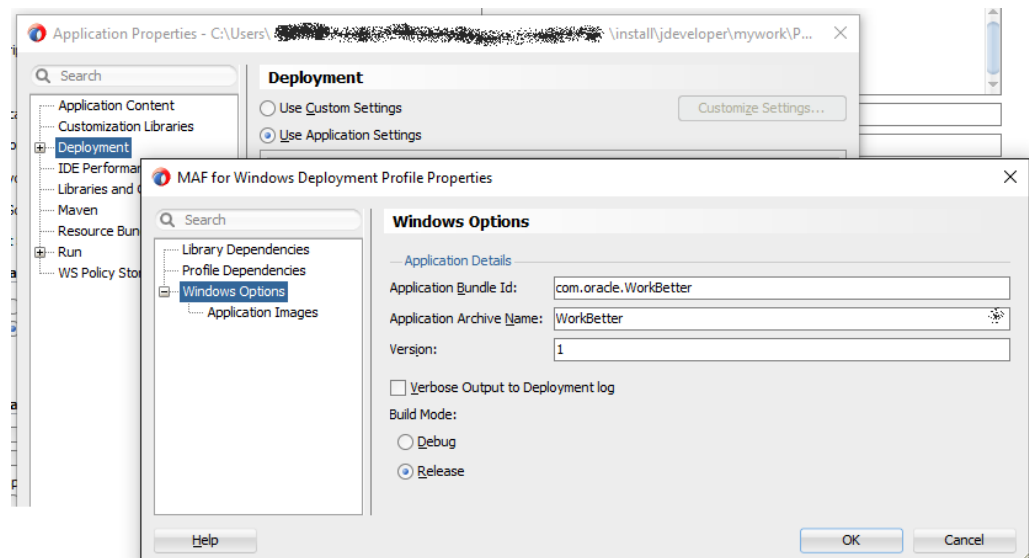 Application Properties - C:\Users\ \install\jdeveloper\mywork\P...
Search
Application Content
Customization Libraries
Deployment
IDE Performan
Libraries and
Maven
Resource Bun
Run
WS Policy Sto
Deployment
Use Custom Settings
Customize Settings...
Use Application Settings
MAF for Windows Deployment Profile Properties
Search
Library Dependencies
Profile Dependencies
Windows Options
Application Images
Windows Options
Application Details
Application Bundle Id: com.oracle.WorkBetter
Application Archive Name: WorkBetter
Version: 1
Verbose Output to Deployment log
Build Mode:
Debug
Release
Help
OK
Cancel